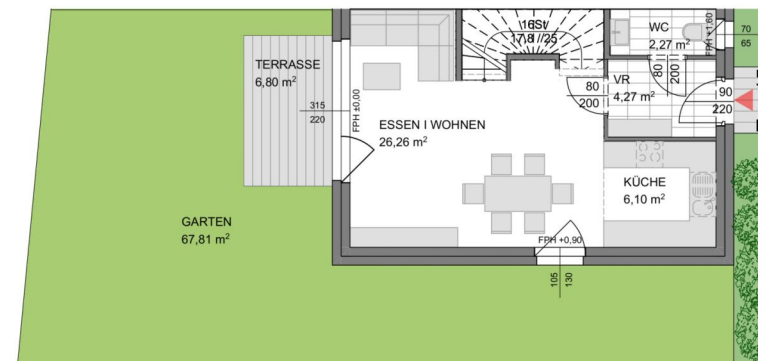 16St
17,8 / 25
WC
2,27 m²
FPH +1,60
70
65
TERRASSE
6,80 m²
315
220
FPH ±0,00
ESSEN I WOHNEN
26,26 m²
80
200
VR
4,27 m²
80
200
90
220
KÜCHE
6,10 m²
GARTEN
67,81 m²
FPH +0,90
105
130